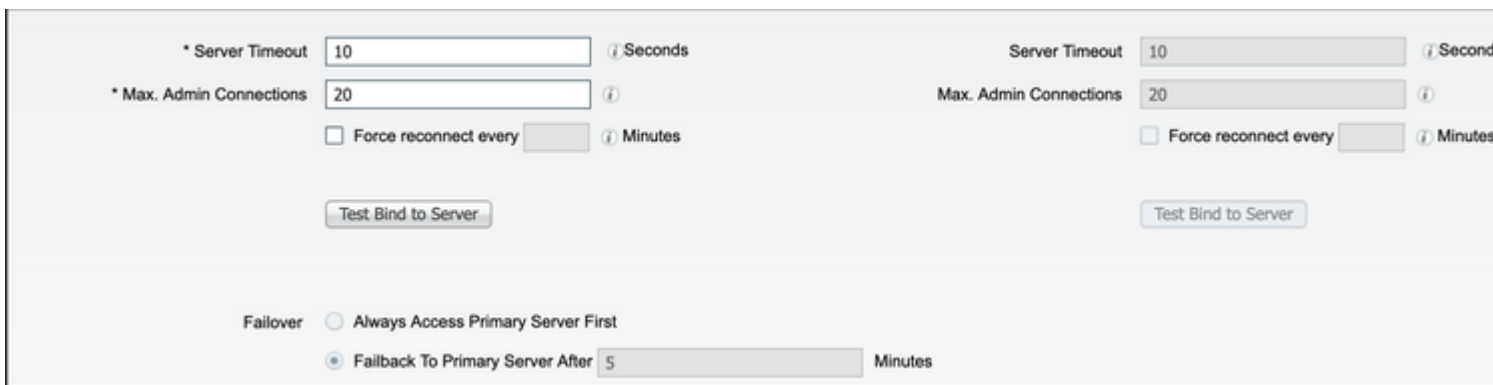 * Server Timeout 10 Seconds Server Timeout 10 Second
* Max. Admin Connections 20 Max. Admin Connections 20
Force reconnect every Minutes Force reconnect every Minutes
Test Bind to Server Test Bind to Server
Failover Always Access Primary Server First
Failback To Primary Server After 5 Minutes